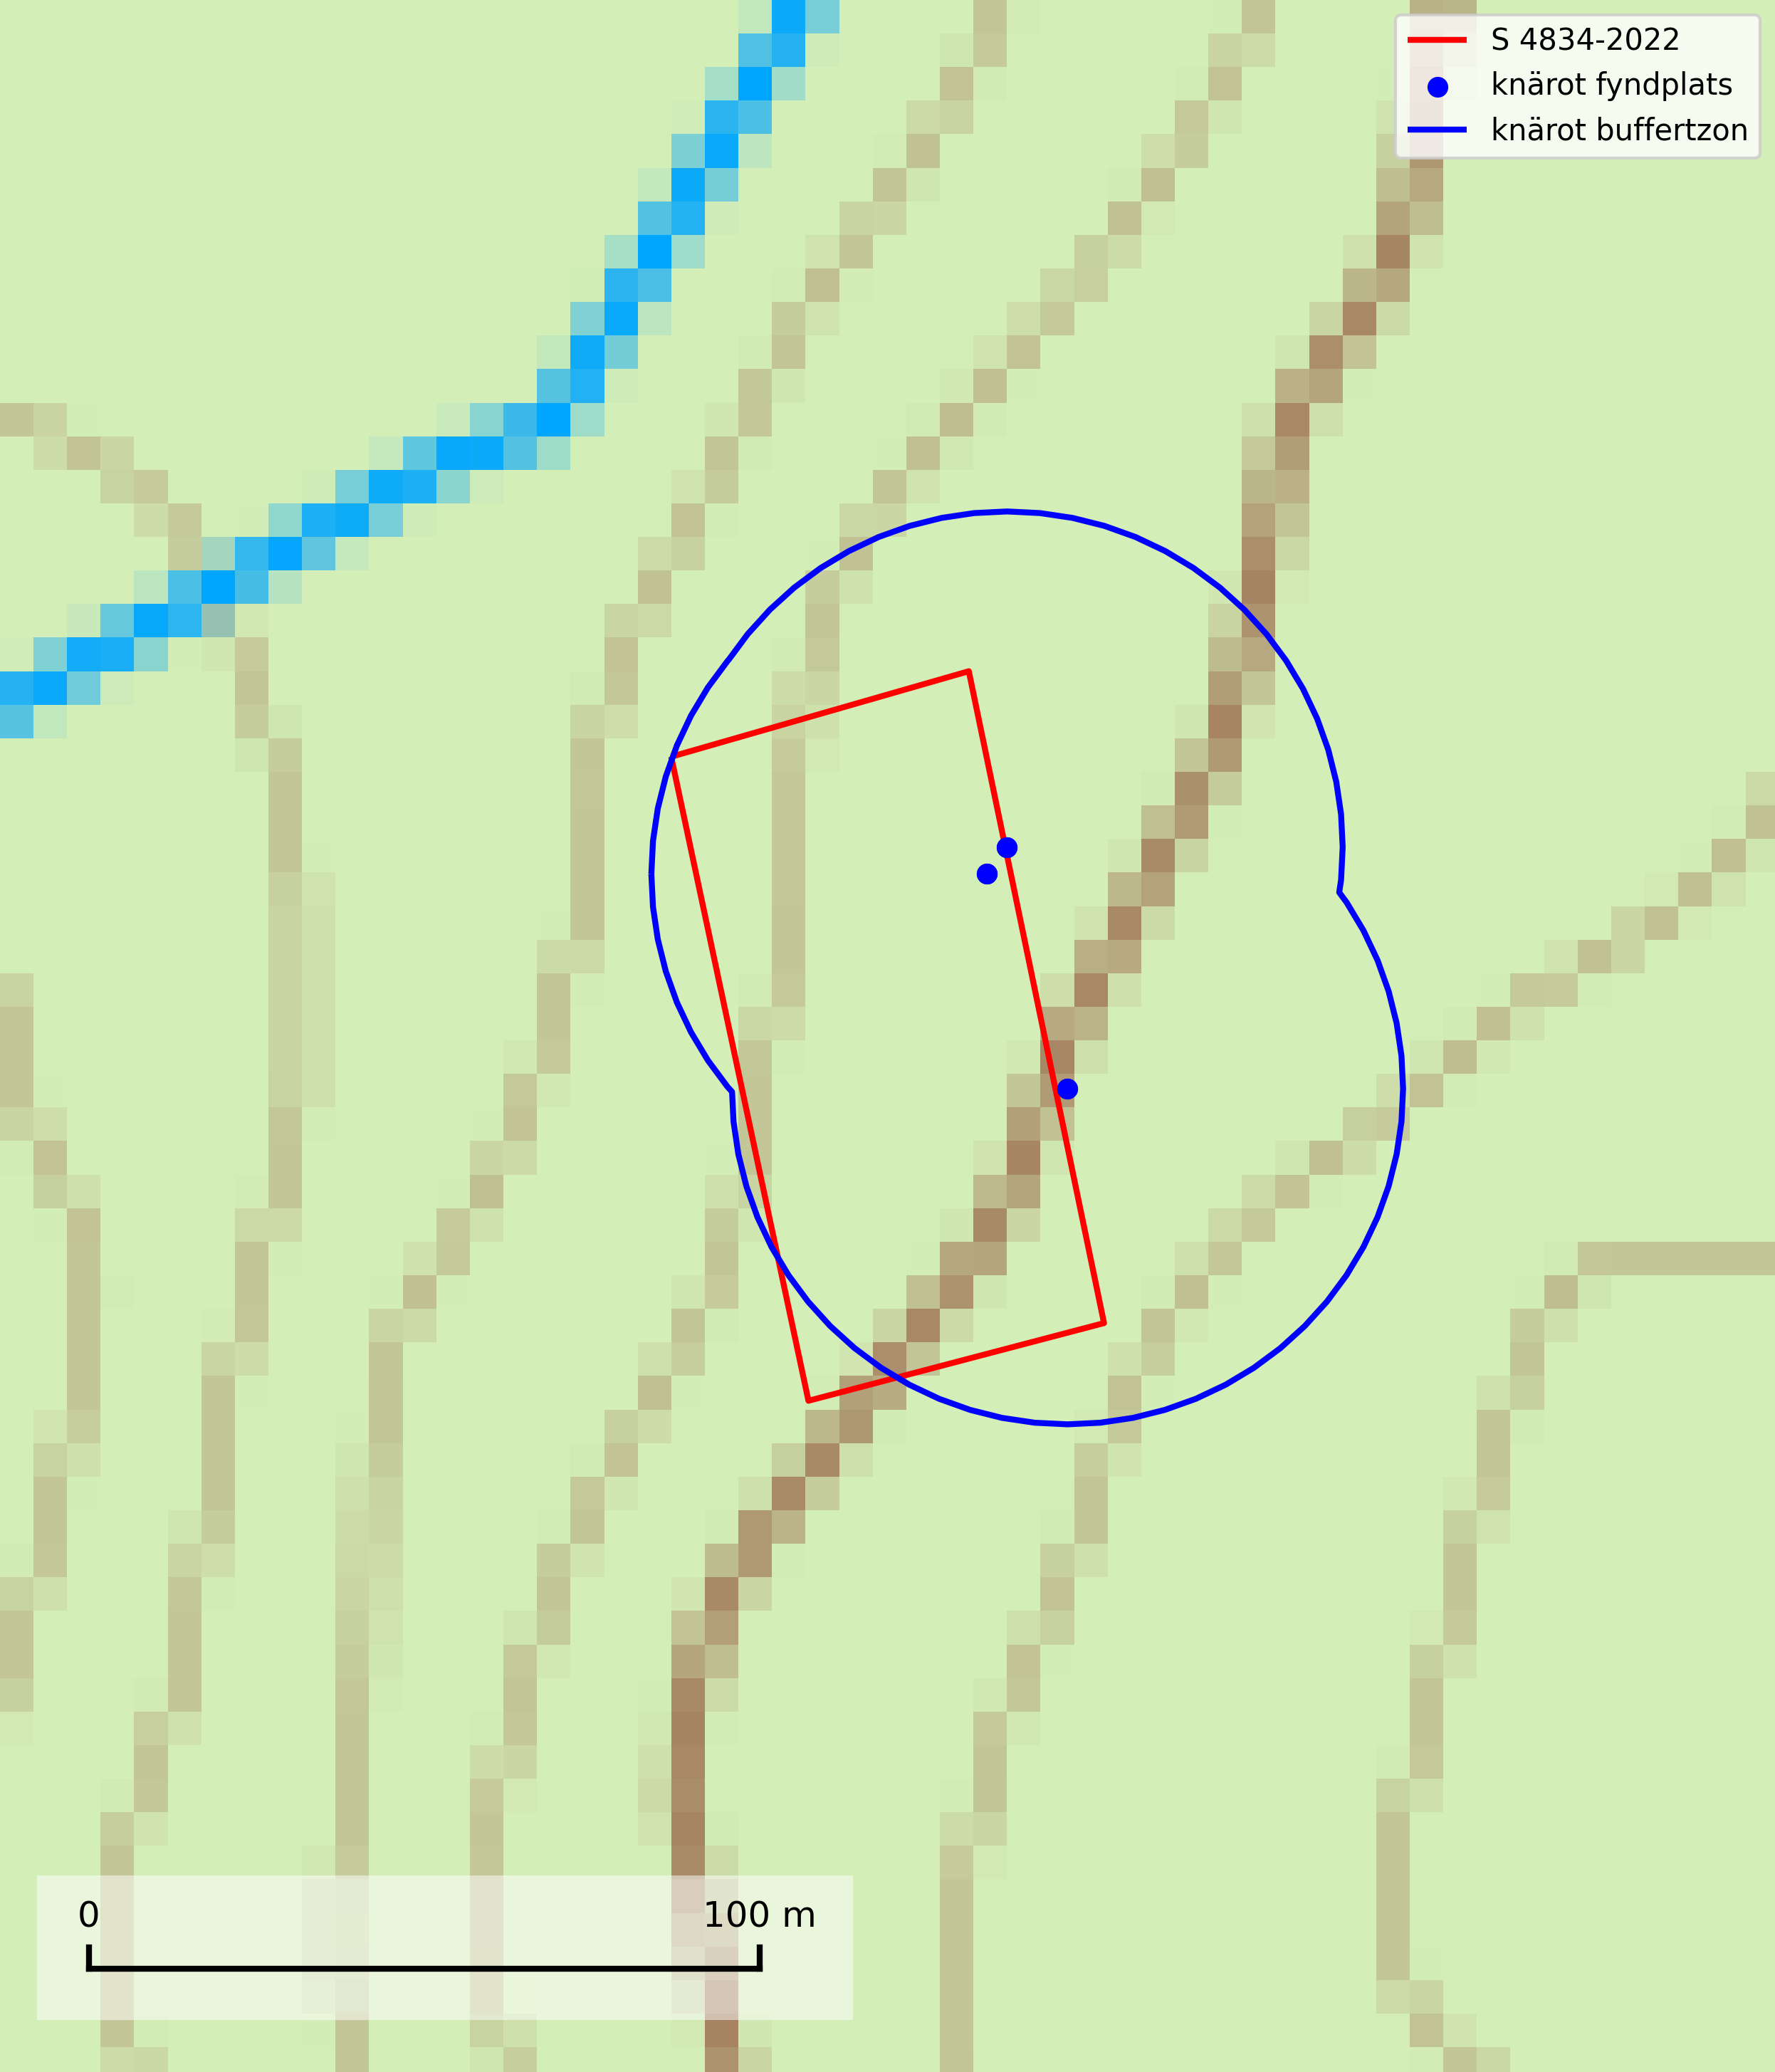 S 4834-2022
knärot fyndplats
knärot buffertzon
0 100 m